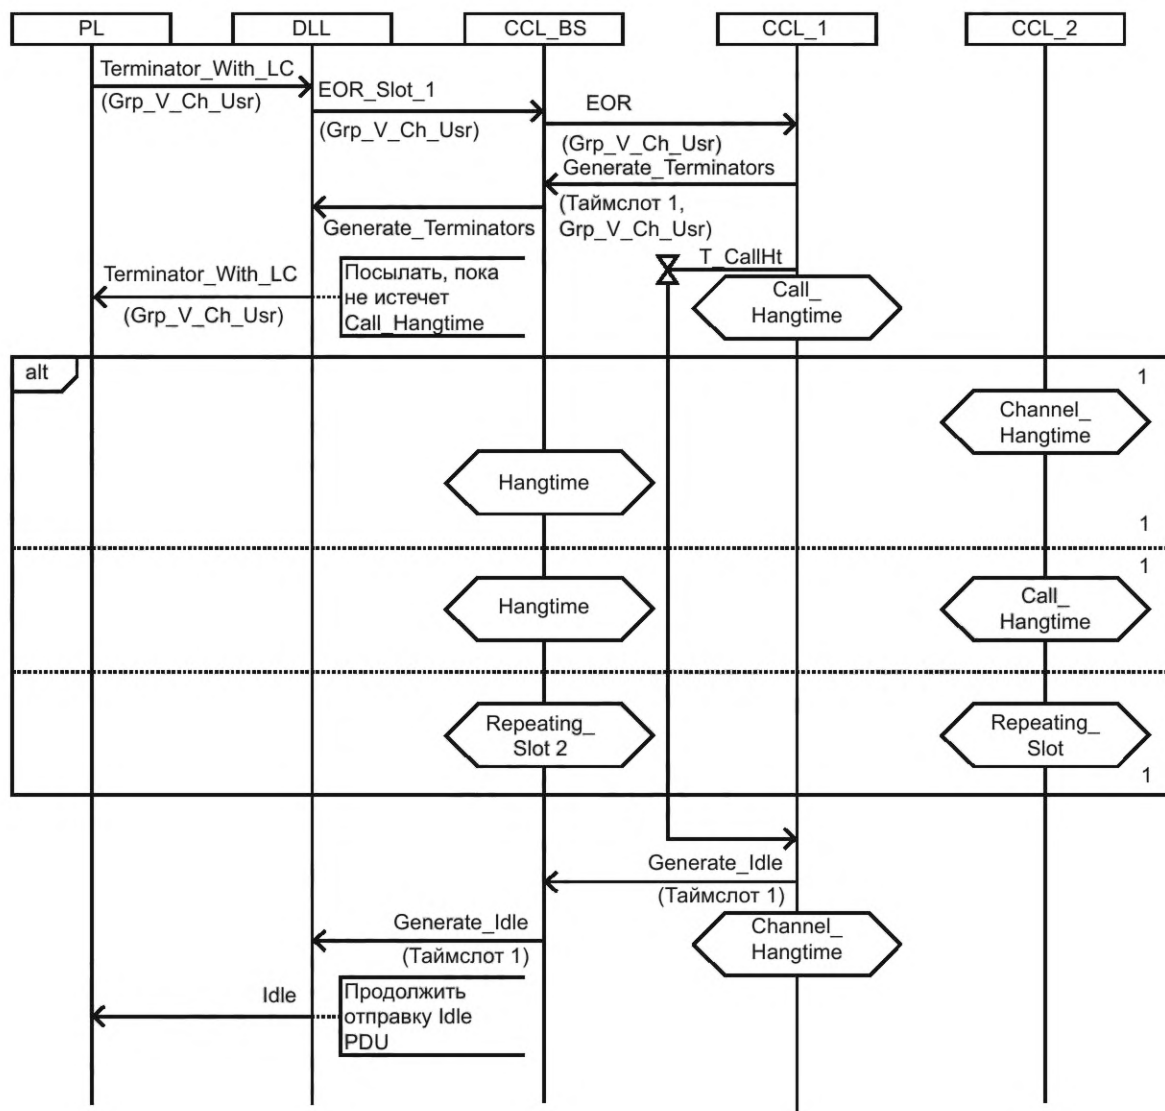 PL
DLL
CCL_BS
CCL_1
CCL_2
Terminator_With_LC
(Grp_V_Ch_Usr)
EOR_Slot_1
(Grp_V_Ch_Usr)
EOR
(Grp_V_Ch_Usr)
Generate_Terminators
(Таймслот 1,
Grp_V_Ch_Usr)
Generate_Terminators
T_CallHt
Terminator_With_LC
(Grp_V_Ch_Usr)
Посылать, пока
не истечет
Call_Hangtime
Call_
Hangtime
alt
1
Channel_
Hangtime
Hangtime
1
1
Hangtime
Call_
Hangtime
Repeating_
Slot 2
Repeating_
Slot
1
Generate_Idle
(Таймслот 1)
Channel_
Hangtime
Generate_Idle
(Таймслот 1)
Idle
Продолжить
отправку Idle
PDU